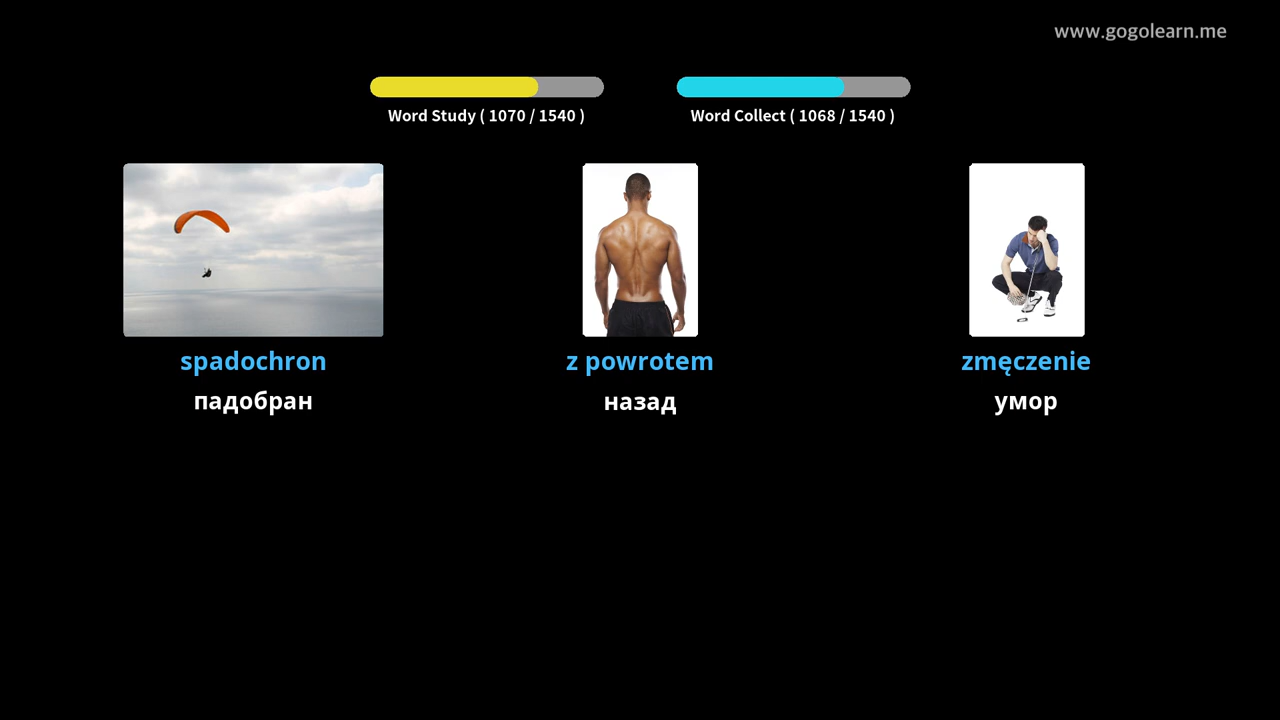 www.gogolearn.me
Word Study ( 1070 / 1540 )
Word Collect ( 1068 / 1540 )
spadochron
z powrotem
zmęczenie
падобран
назад
умор